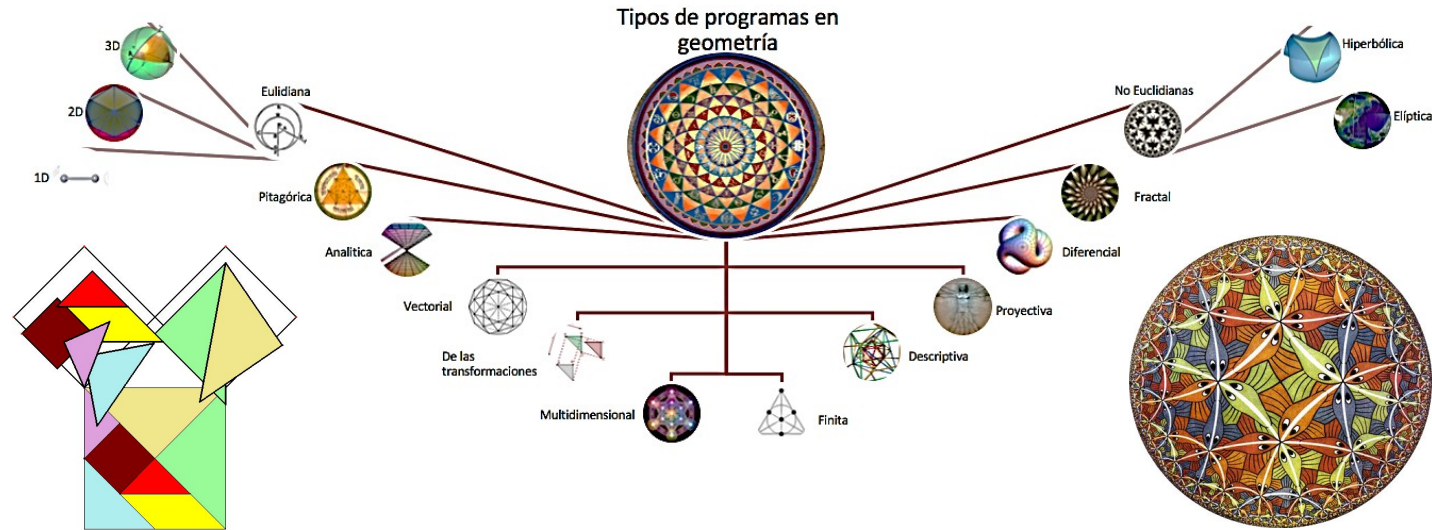 Tipos de programas en
geometría
3D
2D
1D
Eulidiana
Pitagórica
Analitica
Vectorial
De las
transformaciones
Multidimensional
Finita
Descriptiva
Proyectiva
Diferencial
Fractal
No Euclidianas
Hiperbólica
Elíptica